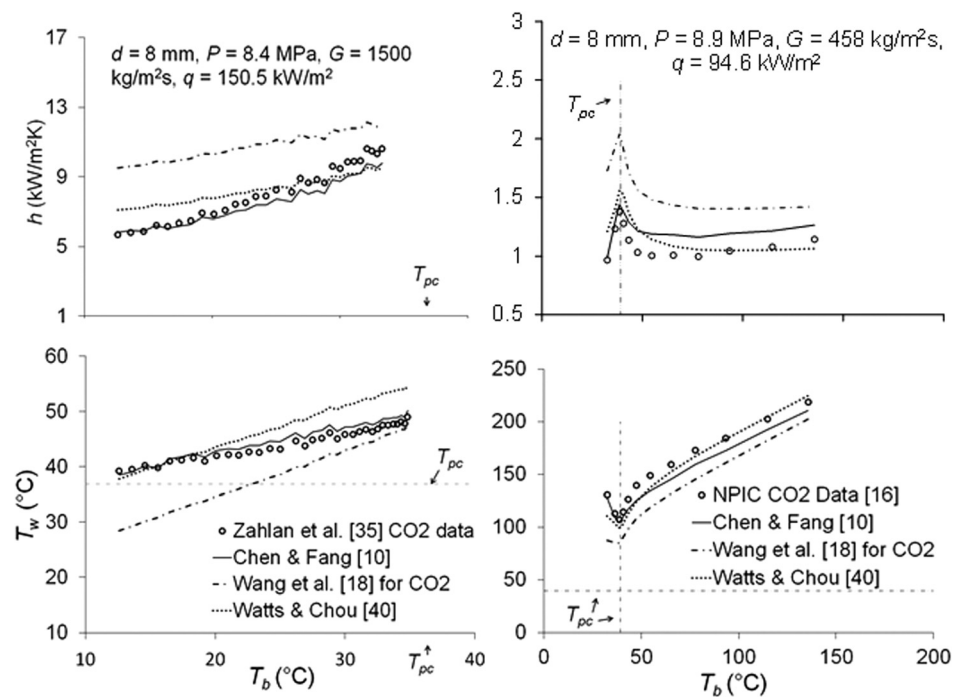 d = 8 mm, P = 8.4 MPa, G = 1500
kg/m²s, q = 150.5 kW/m²
h (kW/m²K)
17
13
9
5
1
T_pc
d = 8 mm, P = 8.9 MPa, G = 458 kg/m²s,
q = 94.6 kW/m²
T_pc
3
2.5
2
1.5
1
0.5
T_w (°C)
60
50
40
30
20
10
T_pc
Zahlan et al. [35] CO2 data
Chen & Fang [10]
Wang et al. [18] for CO2
Watts & Chou [40]
10
20
30
40
T_b (°C)
T_pc
250
200
150
100
50
0
NPIC CO2 Data [16]
Chen & Fang [10]
Wang et al. [18] for CO2
Watts & Chou [40]
T_pc
0
50
100
150
200
T_b (°C)